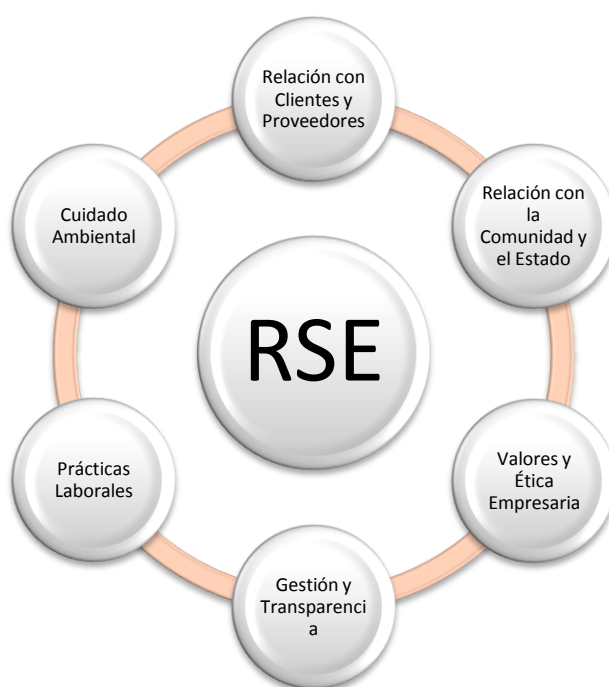 Relación con
Clientes y
Proveedores
Relación con
la
Comunidad y
el Estado
Valores y
Ética
Empresaria
Gestión y
Transparenci
a
Prácticas
Laborales
Cuidado
Ambiental
RSE